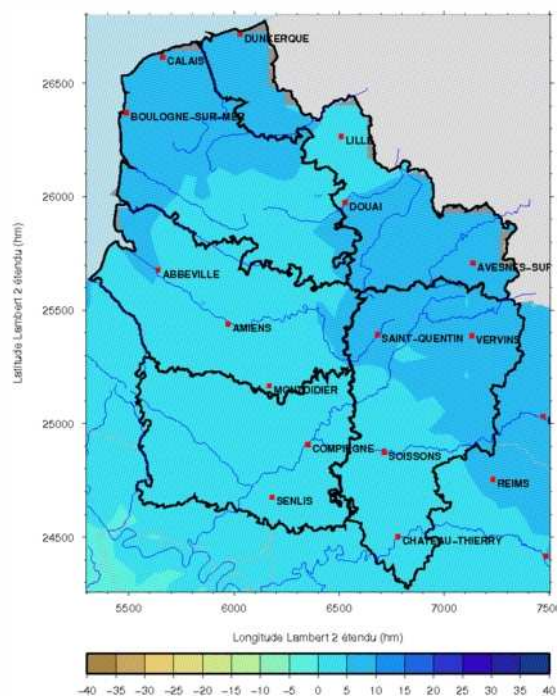 DUNKERQUE
CALAIS
BOULOGNE-SUR-MER
LILLE
DOUAI
AVESNES-SUR
ABBEVILLE
AMIENS
SAINT-QUENTIN
VERVINS
MONTDIDIER
COMPIEGNE
SOISSONS
REIMS
SENLIS
CHATEAU-THIERRY
26500
26000
25500
25000
24500
Latitude Lambert 2 étendu (hm)
5500 6000 6500 7000 7500
Longitude Lambert 2 étendu (hm)
-40 -35 -30 -25 -20 -15 -10 -5 0 5 10 15 20 25 30 35 40